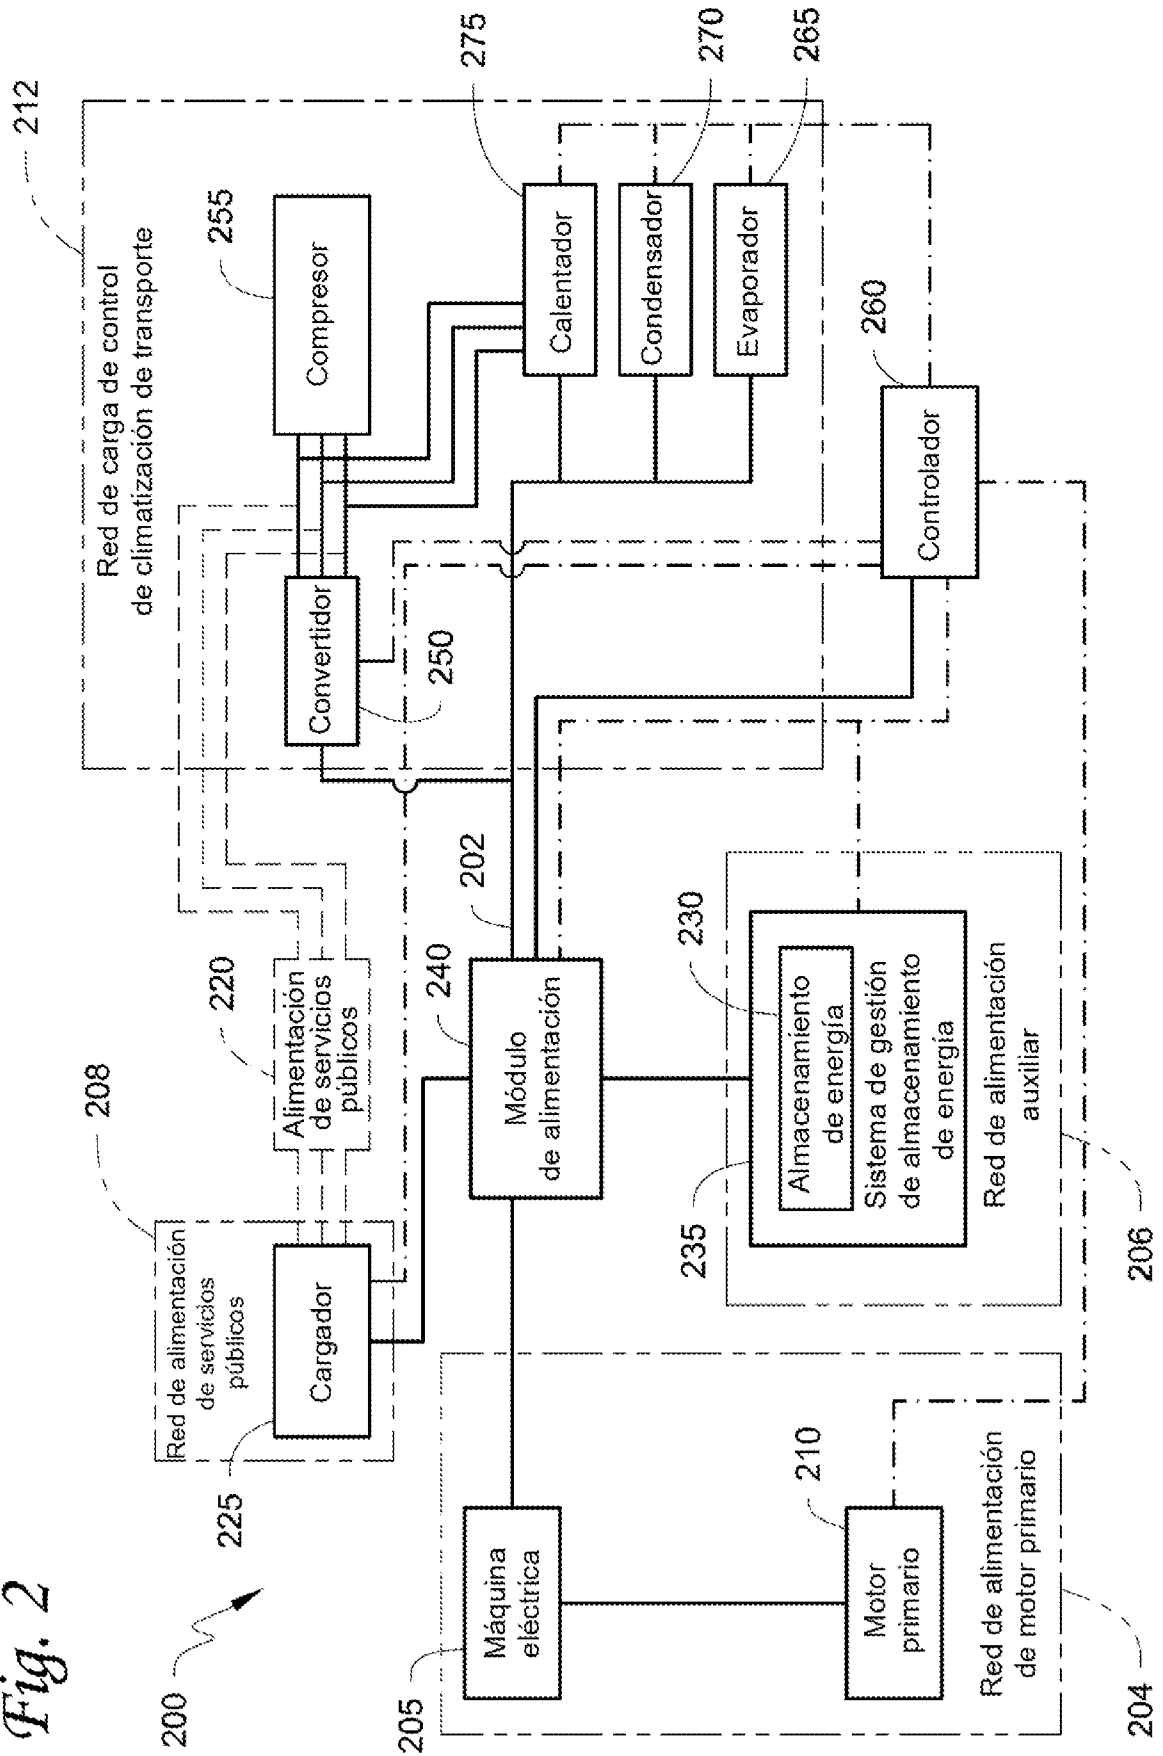 Fig. 2
200
212
Red de carga de control
de climatización de transporte
255
Compresor
275
270
265
Calentador
Condensador
Evaporador
Convertidor
250
260
Controlador
208
220
Alimentación
de servicios
públicos
Red de alimentación
de servicios
públicos
Cargador
225
240
202
Módulo
de alimentación
230
235
Almacenamiento
de energía
Sistema de gestión
de almacenamiento
de energía
Red de alimentación
auxiliar
206
205
Máquina
eléctrica
210
Motor
primario
Red de alimentación
de motor primario
204